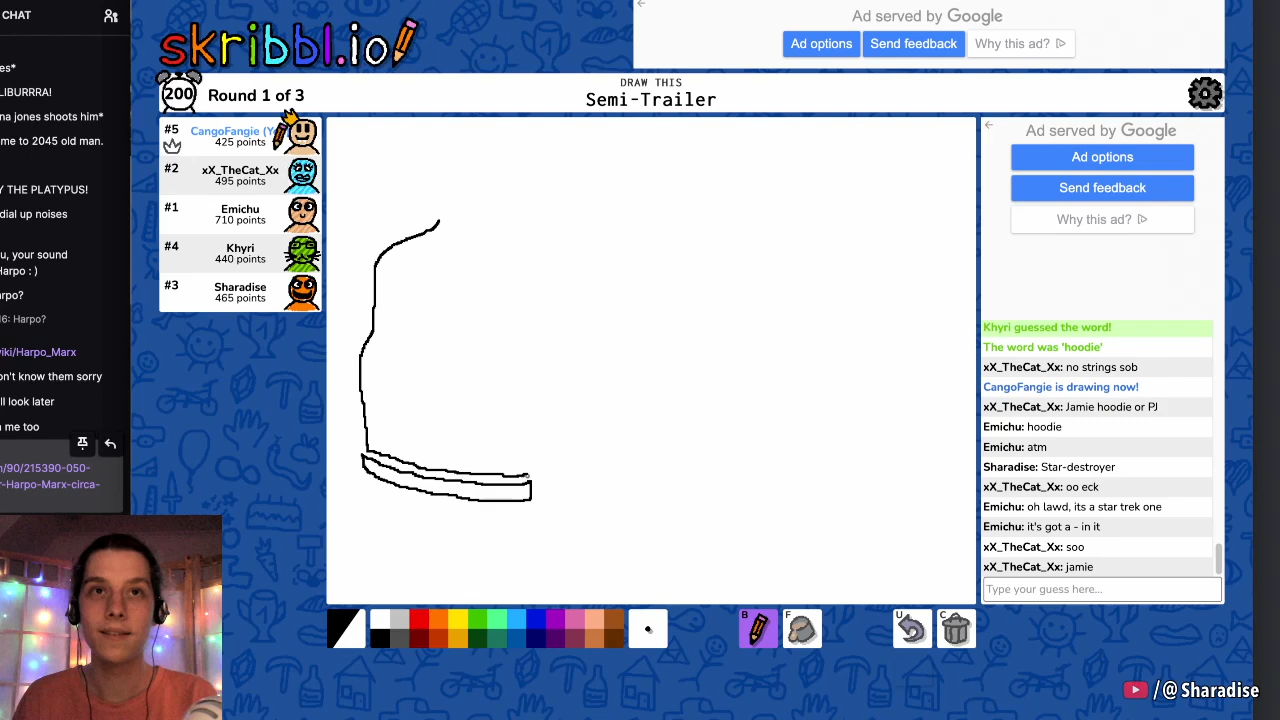 CHAT
es*
LIBURRRA!
na jones shoots him*
me to 2045 old man.
Y THE PLATYPUS!
dial up noises
u, your sound
Harpo : )
arpo?
16: Harpo?
wiki/Harpo_Marx
on't know them sorry
ll look later
n me too
n/90/215390-050-
r-Harpo-Marx-circa-
skribbl.io
Ad served by Google
Ad options
Send feedback
Why this ad?
200
Round 1 of 3
DRAW THIS
Semi-Trailer
#5
CangoFangie (Yo
425 points
#2
xX_TheCat_Xx
495 points
#1
Emichu
710 points
#4
Khyri
440 points
#3
Sharadise
465 points
Ad served by Google
Ad options
Send feedback
Why this ad?
Khyri guessed the word!
The word was 'hoodie'
xX_TheCat_Xx: no strings sob
CangoFangie is drawing now!
xX_TheCat_Xx: Jamie hoodie or PJ
Emichu: hoodie
Emichu: atm
Sharadise: Star-destroyer
xX_TheCat_Xx: oo eck
Emichu: oh lawd, its a star trek one
Emichu: it's got a - in it
xX_TheCat_Xx: soo
xX_TheCat_Xx: jamie
Type your guess here...
B
F
U
C
/@Sharadise